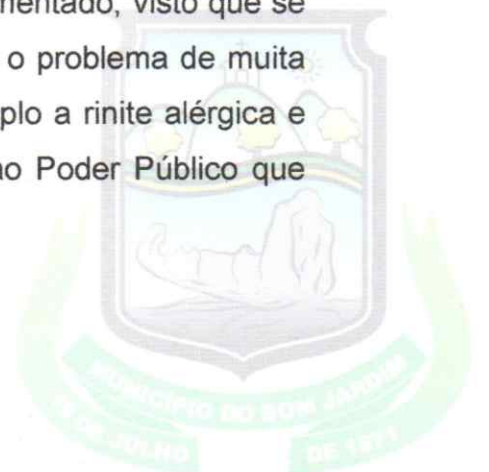 mentado, visto que se
o problema de muita
plo a rinite alérgica e
ao Poder Público que
MUNICÍPIO DO BOM JARDIM
19 DE JULHO DE 1871